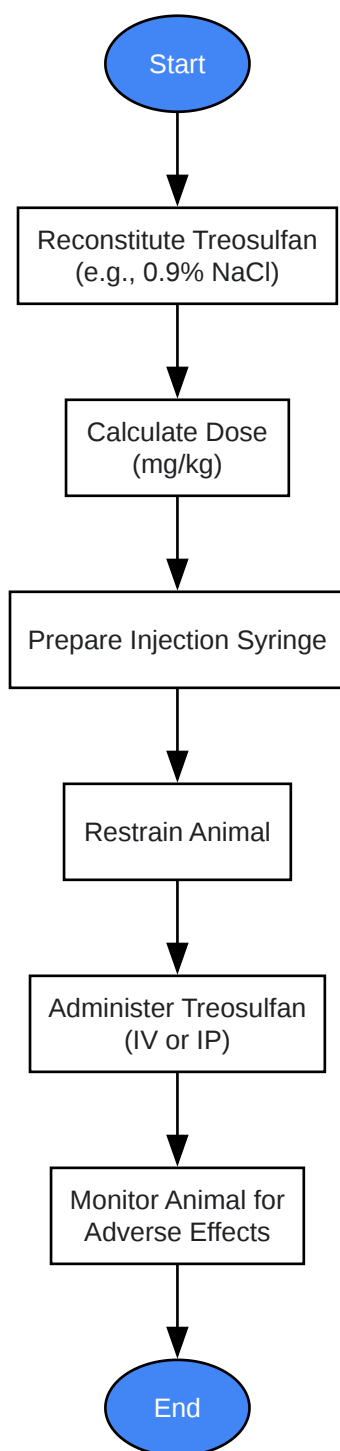 Start
Reconstitute Treosulfan
(e.g., 0.9% NaCl)
Calculate Dose
(mg/kg)
Prepare Injection Syringe
Restrain Animal
Administer Treosulfan
(IV or IP)
Monitor Animal for
Adverse Effects
End